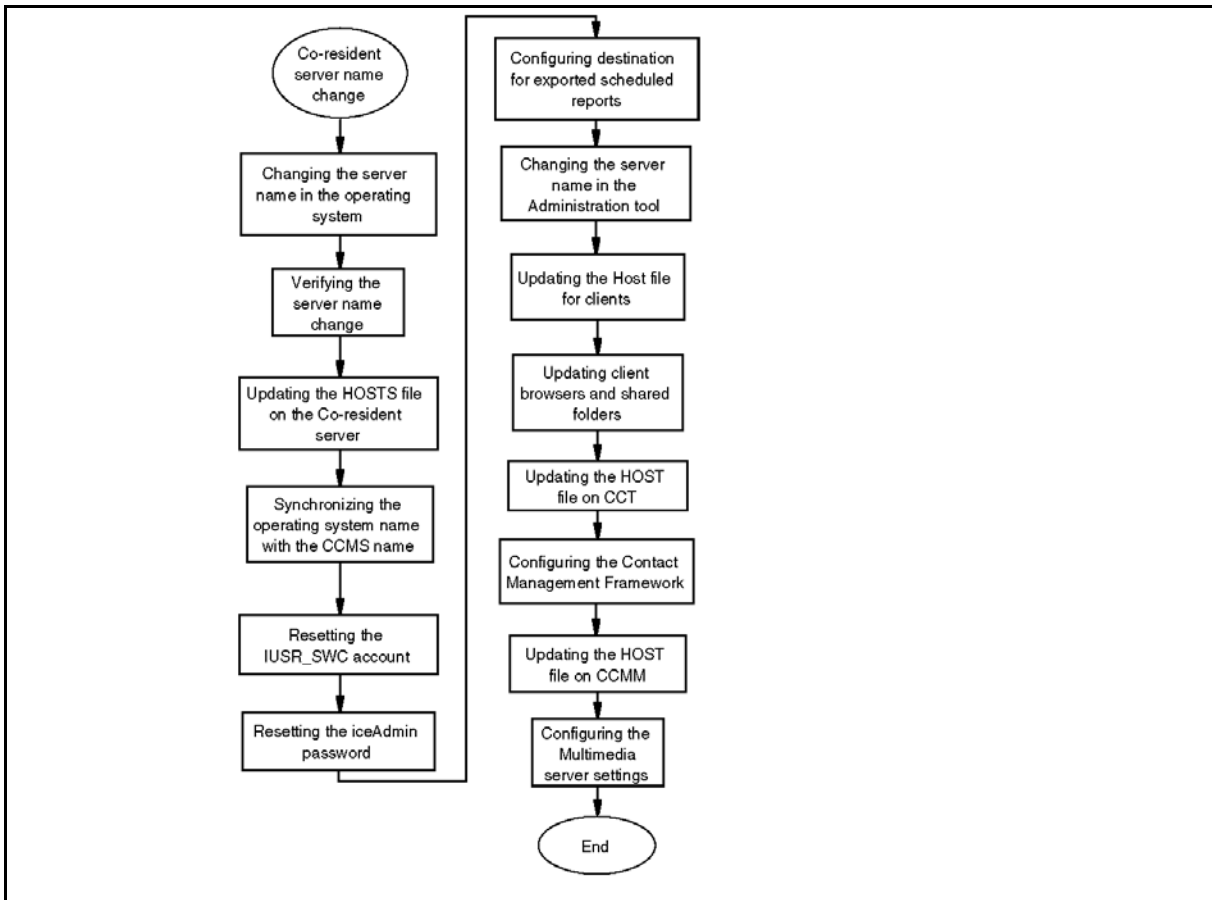 Co-resident
server name
change
Changing the server
name in the operating
system
Verifying the
server name
change
Updating the HOSTS file
on the Co-resident
server
Synchronizing the
operating system name
with the CCMS name
Resetting the
IUSR_SWC account
Resetting the iceAdmin
password
Configuring destination
for exported scheduled
reports
Changing the server
name in the
Administration tool
Updating the Host file
for clients
Updating client
browsers and shared
folders
Updating the HOST
file on CCT
Configuring the Contact
Management Framework
Updating the HOST
file on CCMM
Configuring the
Multimedia
server settings
End